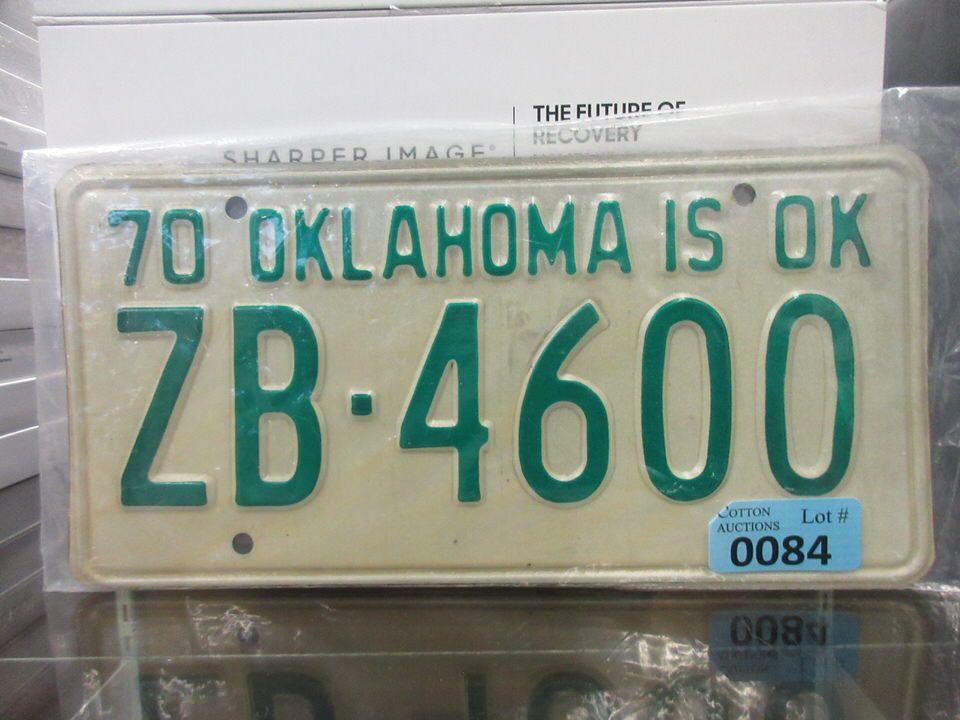 THE FUTURE OF
RECOVERY
SHARPER IMAGE®
70 OKLAHOMA IS OK
ZB·4600
COTTON AUCTIONS Lot #
0084